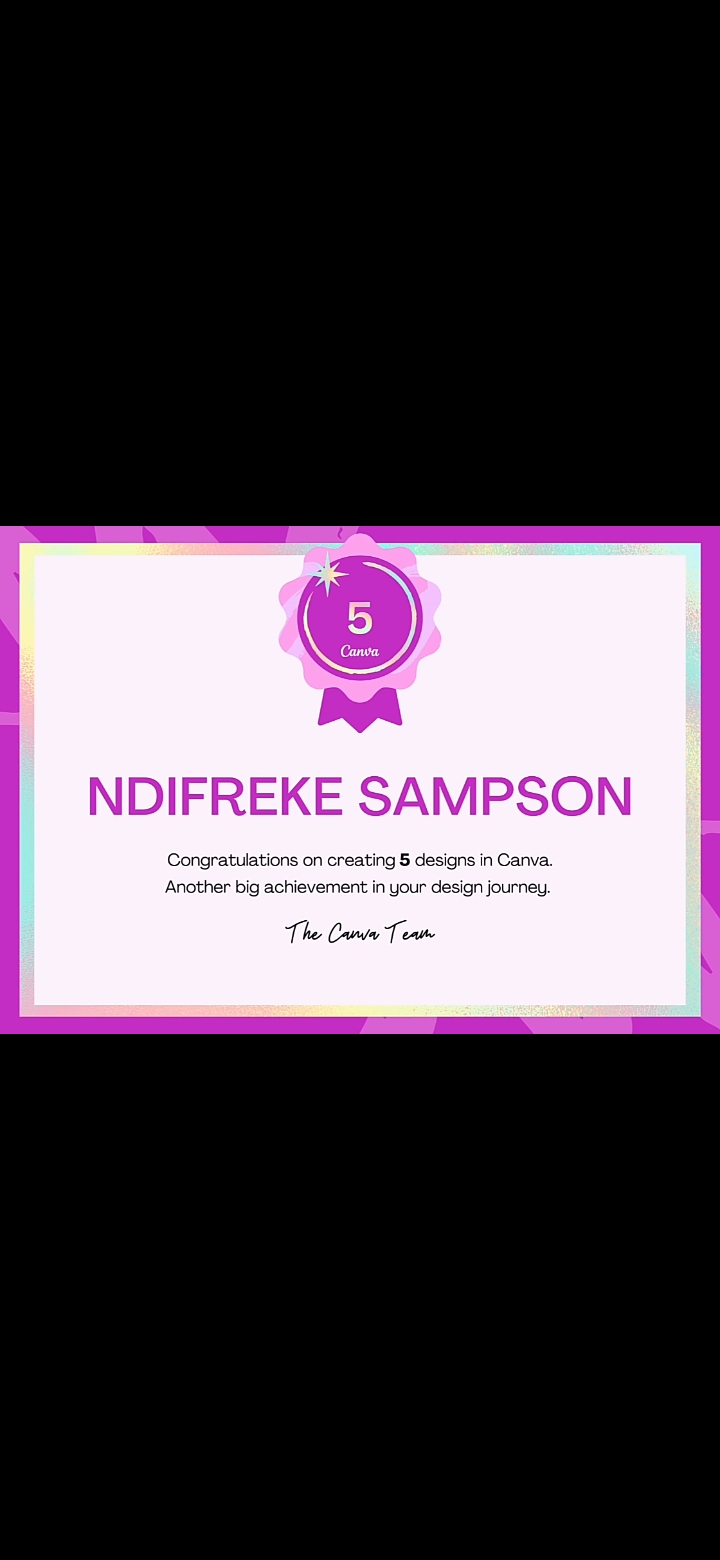 5
Canva
NDIFREKE SAMPSON
Congratulations on creating 5 designs in Canva.
Another big achievement in your design journey.
The Canva Team